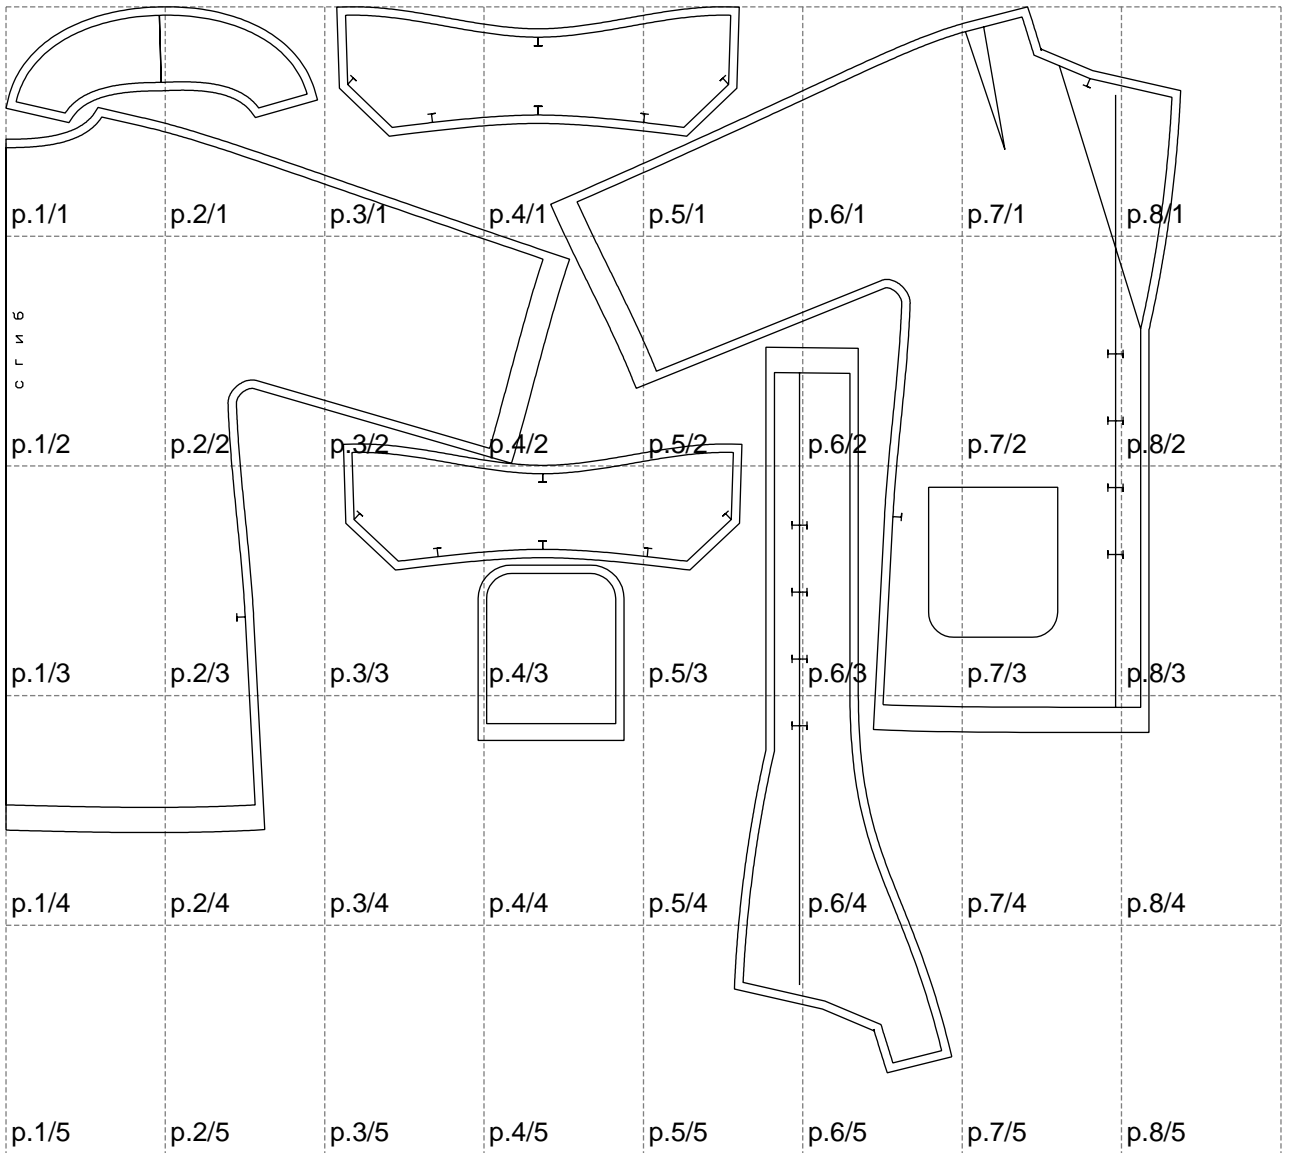 p.1/1 p.2/1 p.3/1 p.4/1 p.5/1 p.6/1 p.7/1 p.8/1
сгиб
p.1/2 p.2/2 p.3/2 p.4/2 p.5/2 p.6/2 p.7/2 p.8/2
p.1/3 p.2/3 p.3/3 p.4/3 p.5/3 p.6/3 p.7/3 p.8/3
p.1/4 p.2/4 p.3/4 p.4/4 p.5/4 p.6/4 p.7/4 p.8/4
p.1/5 p.2/5 p.3/5 p.4/5 p.5/5 p.6/5 p.7/5 p.8/5